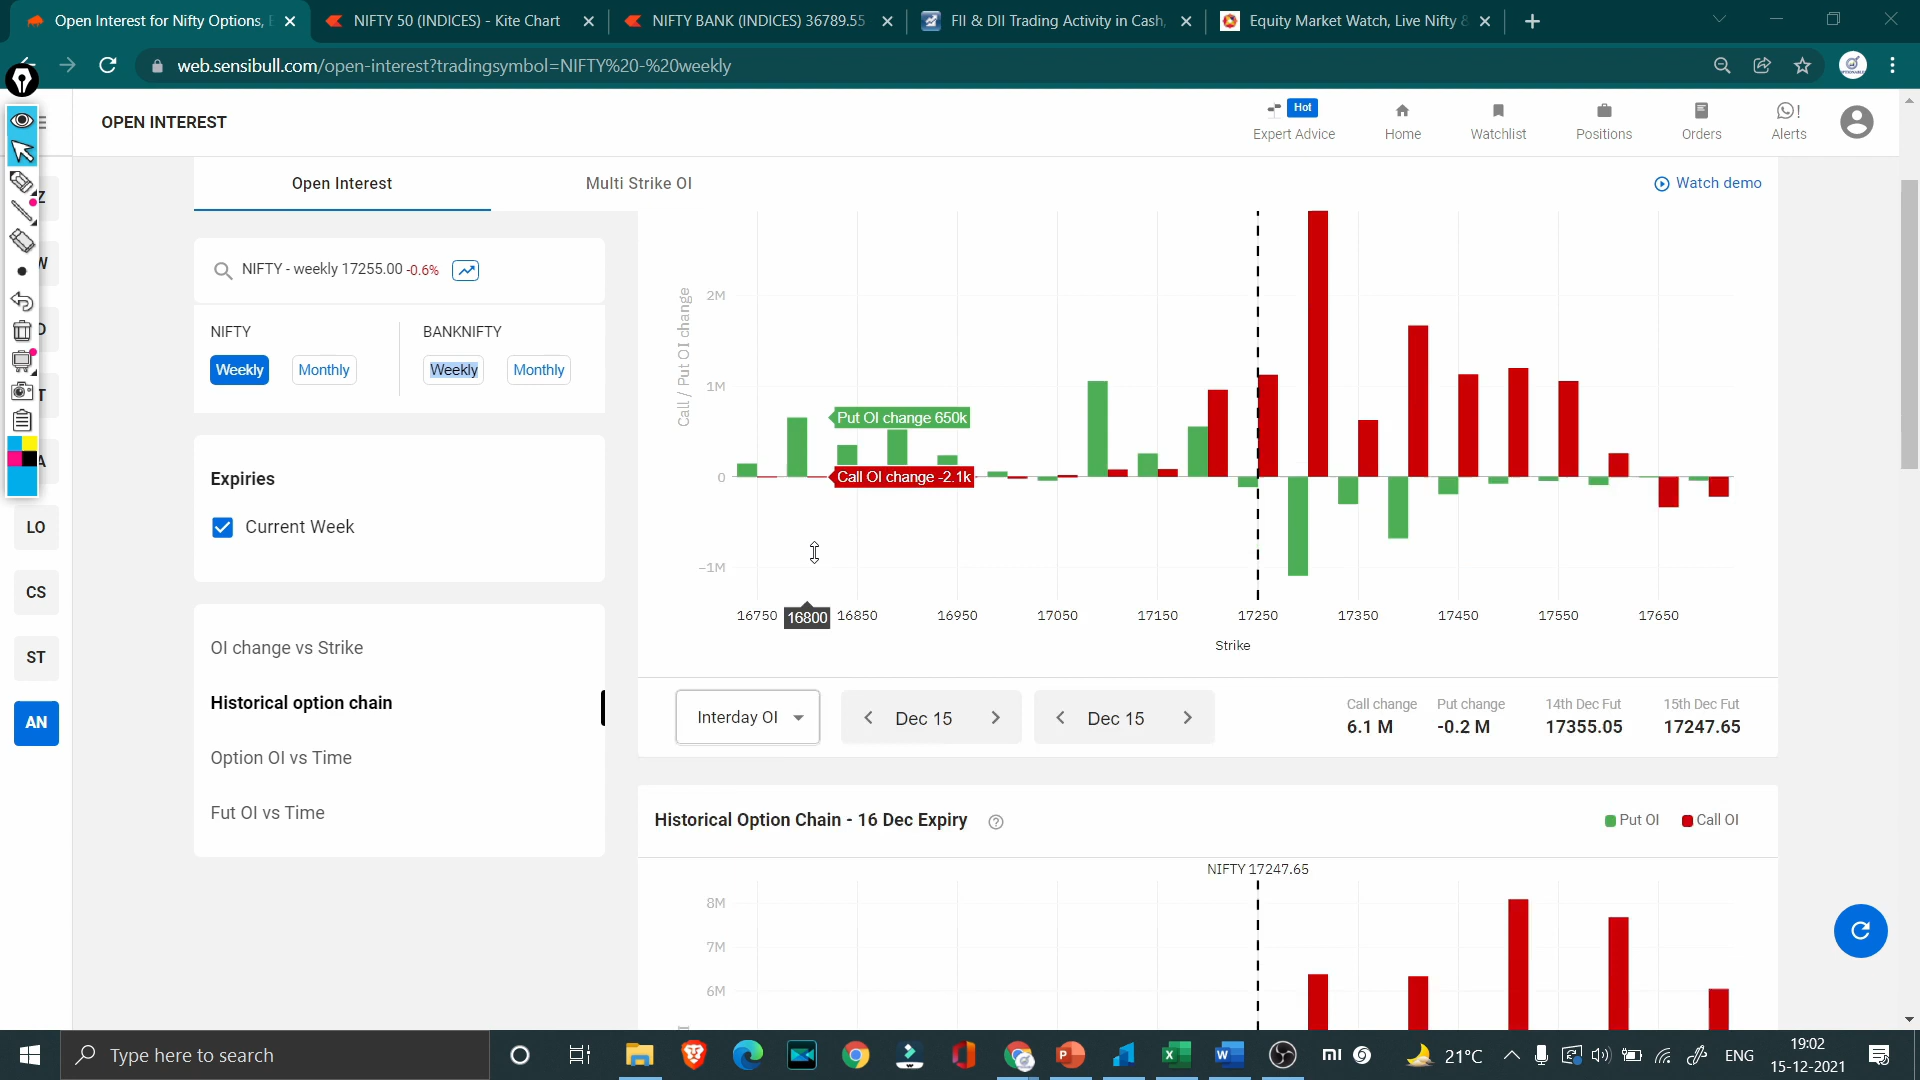 Open Interest for Nifty Options, E
NIFTY 50 (INDICES) - Kite Chart
NIFTY BANK (INDICES) 36789.55
FII & DII Trading Activity in Cash,
Equity Market Watch, Live Nifty &
web.sensibull.com/open-interest?tradingsymbol=NIFTY%20-%20weekly
OPEN INTEREST
Hot
Expert Advice
Home
Watchlist
Positions
Orders
Alerts
Open Interest
Multi Strike OI
Watch demo
NIFTY - weekly 17255.00 -0.6%
NIFTY
BANKNIFTY
Weekly
Monthly
Weekly
Monthly
Expiries
Current Week
OI change vs Strike
Historical option chain
Option OI vs Time
Fut OI vs Time
LO
CS
ST
AN
Call / Put OI change
2M
1M
0
−1M
Put OI change 650k
Call OI change -2.1k
16750 16800 16850 16950 17050 17150 17250 17350 17450 17550 17650
Strike
Interday OI
Dec 15
Dec 15
Call change Put change 14th Dec Fut 15th Dec Fut
6.1 M -0.2 M 17355.05 17247.65
Historical Option Chain - 16 Dec Expiry
Put OI Call OI
NIFTY 17247.65
8M
7M
6M
Type here to search
mi
21°C
ENG
19:02
15-12-2021